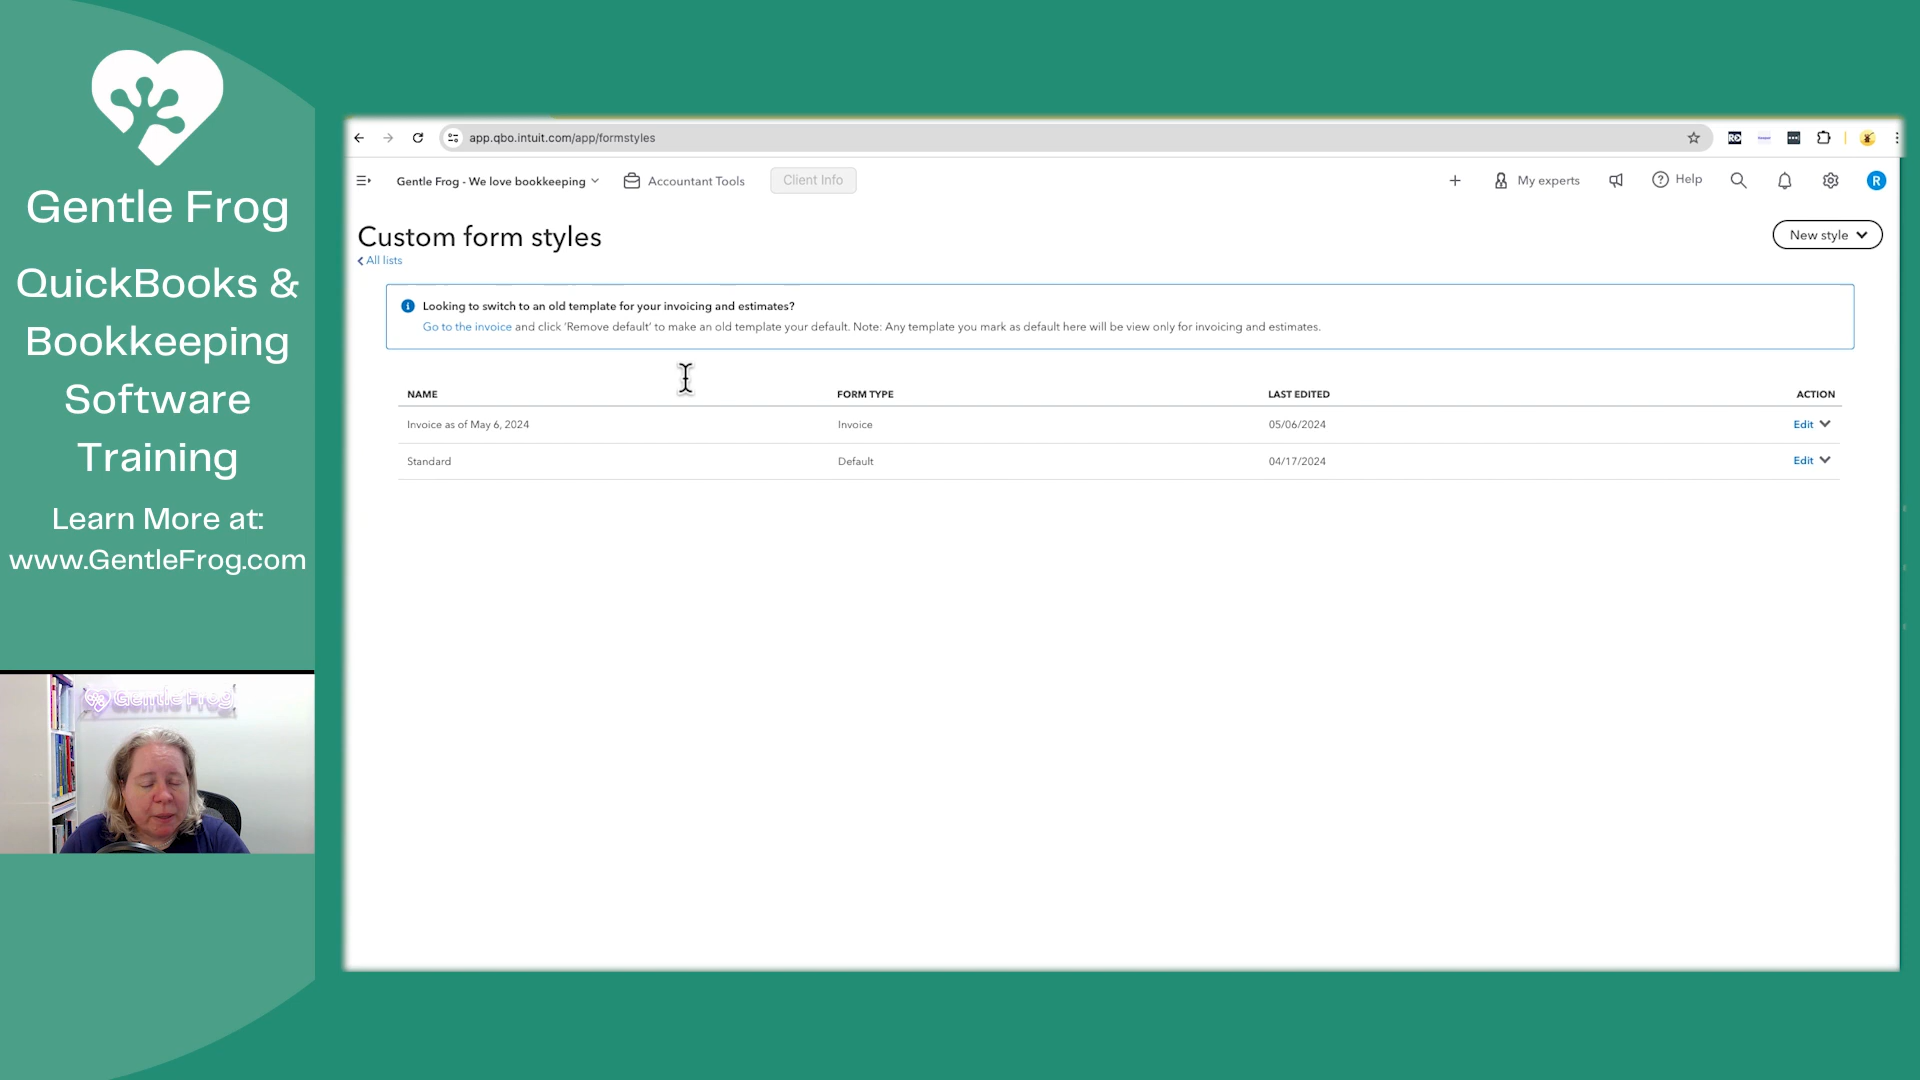 Gentle Frog
QuickBooks &
Bookkeeping
Software
Training
Learn More at:
www.GentleFrog.com
Gentle Frog
app.qbo.intuit.com/app/formstyles
Gentle Frog - We love bookkeeping
Accountant Tools
Client Info
My experts
Help
R
Custom form styles
New style
All lists
Looking to switch to an old template for your invoicing and estimates?
Go to the invoice and click 'Remove default' to make an old template your default. Note: Any template you mark as default here will be view only for invoicing and estimates.
NAME FORM TYPE LAST EDITED ACTION
Invoice as of May 6, 2024 Invoice 05/06/2024 Edit
Standard Default 04/17/2024 Edit